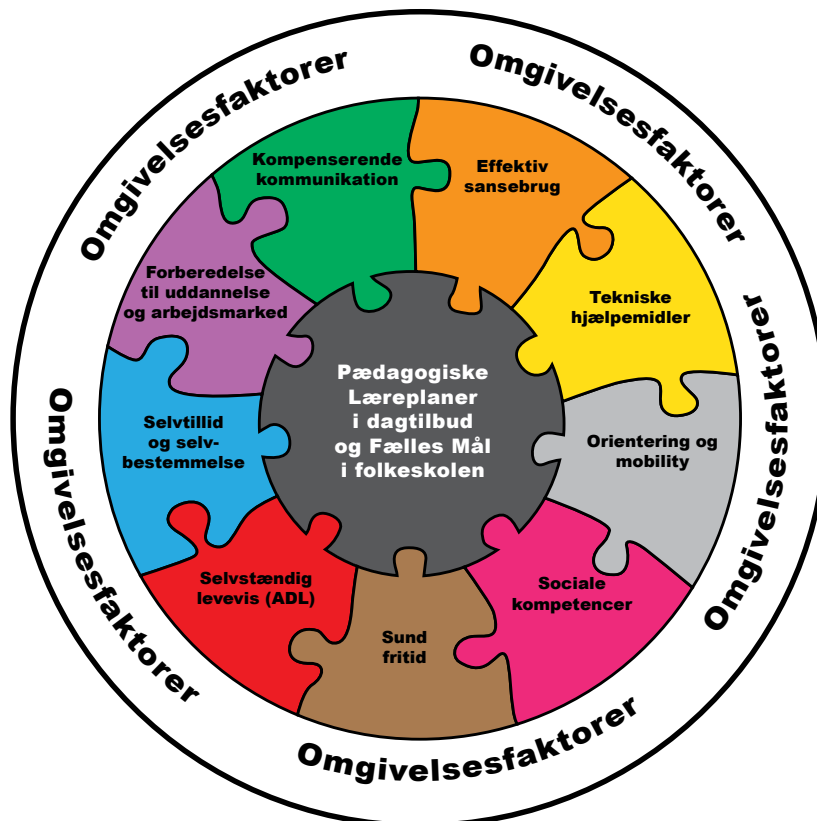 Omgivelsesfaktorer
Omgivelsesfaktorer
Omgivelsesfaktorer
Omgivelsesfaktorer
Omgivelsesfaktorer
Kompenserende
kommunikation
Effektiv
sansebrug
Tekniske
hjælpemidler
Orientering og
mobility
Sociale
kompetencer
Sund
fritid
Selvstændig
levevis (ADL)
Selvtillid
og selv-
bestemmelse
Forberedelse
til uddannelse
og arbejdsmarked
Pædagogiske
Læreplaner
i dagtilbud
og Fælles Mål
i folkeskolen